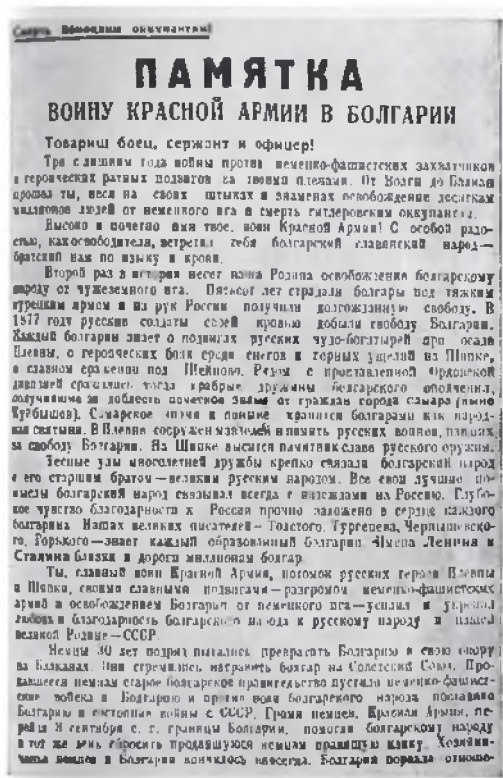 Смерть немецким оккупантам!
ПАМЯТКА
ВОИНУ КРАСНОЙ АРМИИ В БОЛГАРИИ
Товарищ боец, сержант и офицер!
Три с лишним года войны против немецко-фашистских захватчиков
и героических ратных подвигов за твоими плечами. От Волги до Балкан
прошел ты, неся на своих штыках и знаменах освобождение десяткам
миллионов людей от немецкого ига и смерть гитлеровским оккупантам.
Высоко и почетно имя твое, воин Красной Армии! С особой радо-
стью, как освободителя, встретил тебя болгарский славянский народ—
братский нам по языку и крови.
Второй раз в истории несет наша Родина освобождение болгарскому
народу от чужеземного ига. Пятьсот лет страдали болгары под тяжким
турецким ярмом и из рук России получили долгожданную свободу. В
1877 году русские солдаты своей кровью добыли свободу Болгарии.
Каждый болгарин знает о подвигах русских чудо-богатырей при осаде
Плевны, о героических боях среди снегов и горных ущелий на Шипке,
и главном сражении под Шейново. Рядом с прославленной Орловской
дивизией сражались тогда храбрые дружины болгарского ополчения,
получившие за доблесть почетное знамя от граждан города Самара (ныне
Куйбышев). Самарское знамя и поныне хранится болгарами как народ-
ная святыня. В Плевне сооружен мавзолей в память русских воинов, павших
за свободу Болгарии. На Шипке высится памятник славе русского оружия.
Тесные узы многолетней дружбы крепко связали болгарский народ
с его старшим братом—великим русским народом. Все свои лучшие по-
мыслы болгарский народ связывал всегда с надеждами на Россию. Глубо-
кое чувство благодарности к России прочно заложено в сердце каждого
болгарина. Наших великих писателей—Толстого, Тургенева, Чернышевско-
го, Горького—знает каждый образованный болгарин. Имена Ленина и
Сталина близки и дороги миллионам болгар.
Ты, славный воин Красной Армии, потомок русских героев Плевны
и Шипки, своими славными подвигами—разгромом немецко-фашистских
армий и освобождением Болгарии от немецкого ига—усилил и укрепил
любовь и благодарность болгарского народа к русскому народу и нашей
великой Родине—СССР.
Немцы 30 лет подряд пытались превратить Болгарию в свою опору
на Балканах. Они стремились натравить болгар на Советский Союз. Про-
давшееся немцам старое болгарское правительство пустило немецко-фашист-
ские войска в Болгарию и против воли болгарского народа поставило
Болгарию в состояние войны с СССР. Громя немцев, Красная Армия, пе-
рейдя 8 сентября с. г. границы Болгарии, помогла болгарскому народу
в тот же день сбросить продавшуюся немцам правящую клику. Хозяйни-
чанье немцев в Болгарии кончилось навсегда. Болгария порвала отноше-